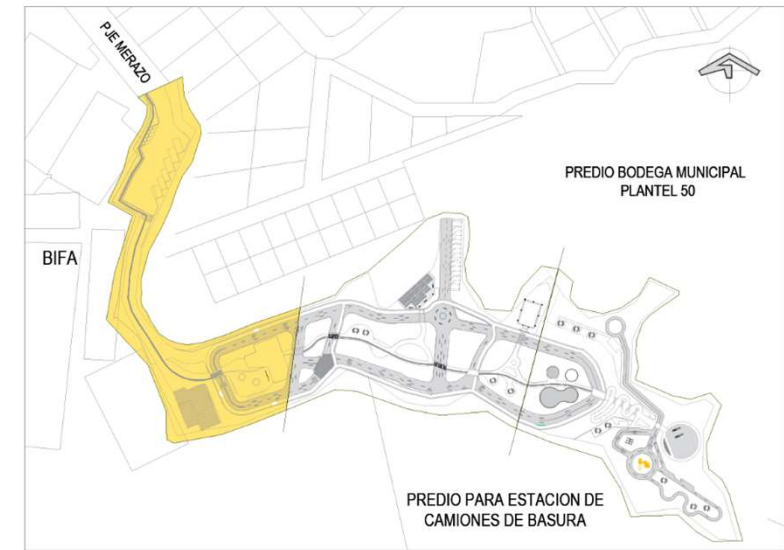 PJE MERAZO
PREDIO BODEGA MUNICIPAL
PLANTEL 50
BIFA
PREDIO PARA ESTACION DE
CAMIONES DE BASURA